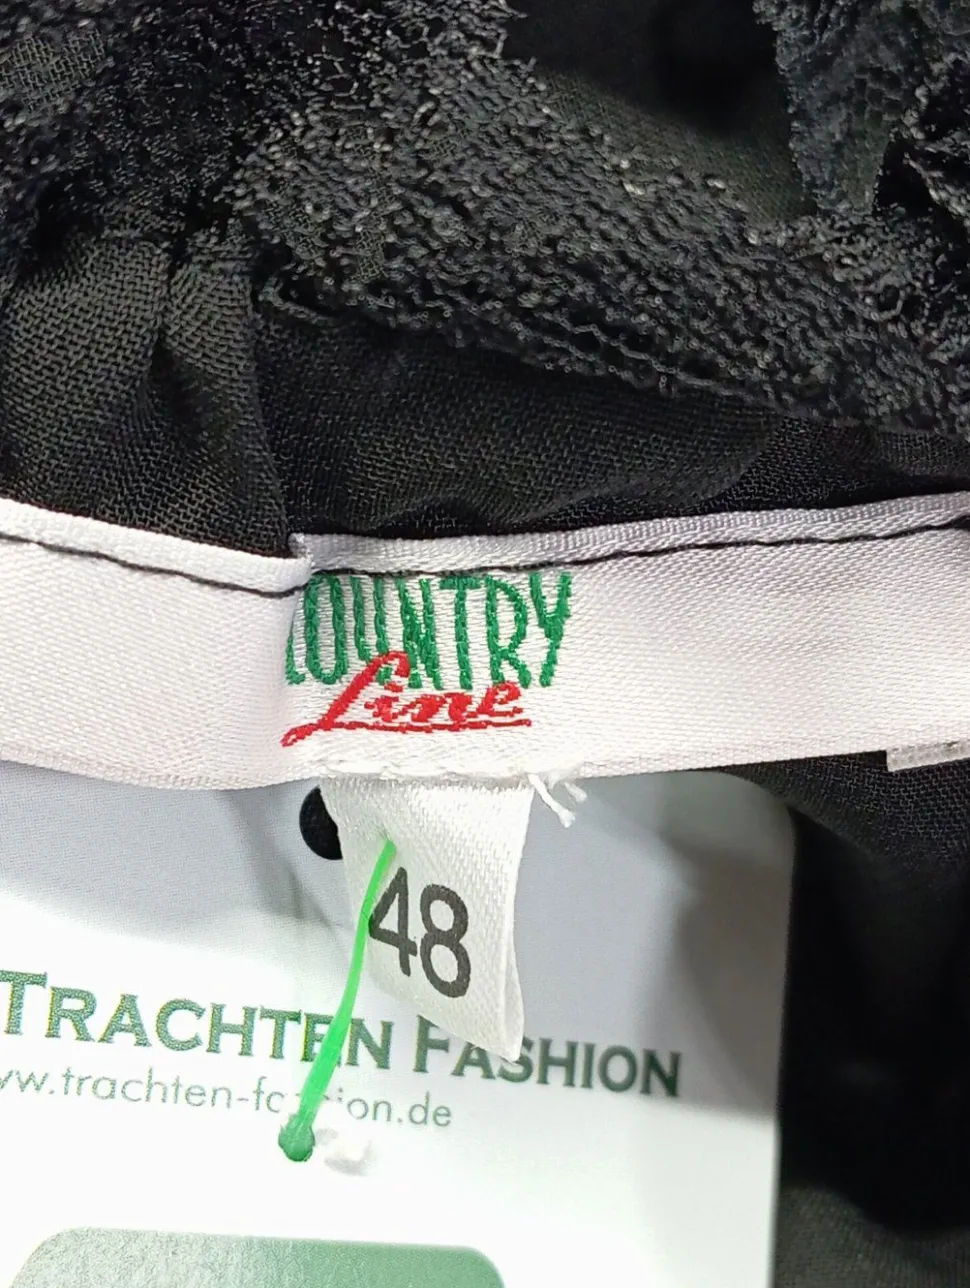 COUNTRY
Line
48
TRACHTEN FASHION